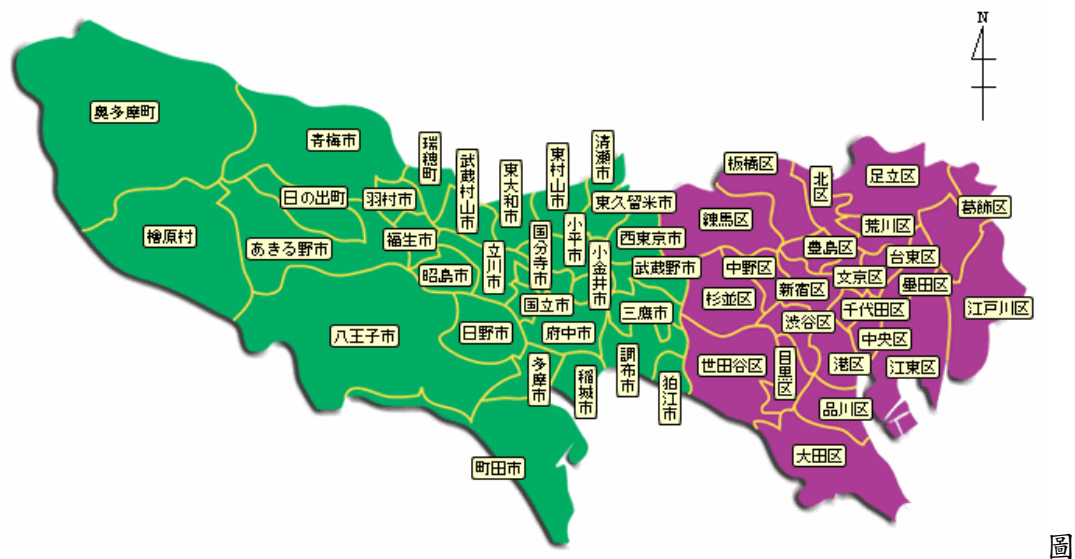 N
奥多摩町
青梅市
瑞穂町
武蔵村山市
東大和市
東村山市
清瀬市
板橋区
北区
足立区
葛飾区
日の出町
羽村市
東久留米市
練馬区
荒川区
檜原村
あきる野市
福生市
立川市
国分寺市
小平市
小金井市
西東京市
豊島区
台東区
昭島市
武蔵野市
中野区
新宿区
文京区
墨田区
国立市
三鷹市
杉並区
渋谷区
千代田区
江戸川区
八王子市
日野市
府中市
中央区
多摩市
稲城市
調布市
狛江市
世田谷区
目黒区
港区
江東区
品川区
町田市
大田区
圖